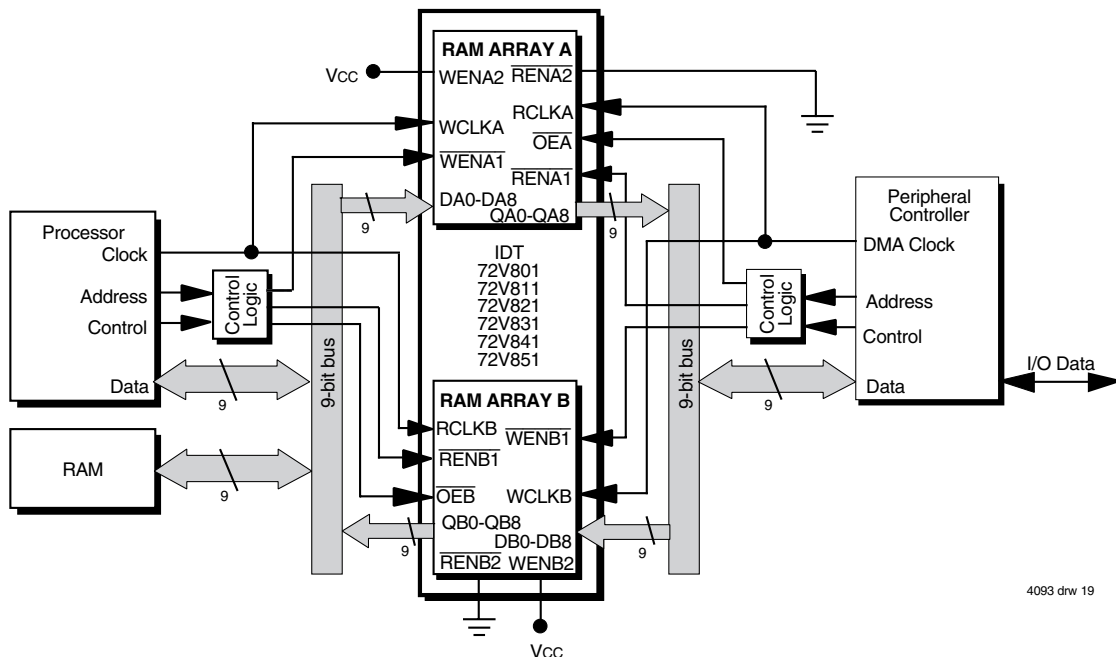 RAM ARRAY A
VCC
WENA2
RENA2
RCLKA
WCLKA
OEA
WENA1
RENA1
DA0-DA8
QA0-QA8
9
9
Processor
Clock
Address
Control
Data
Control
Logic
9
9-bit bus
IDT
72V801
72V811
72V821
72V831
72V841
72V851
9-bit bus
Peripheral
Controller
DMA Clock
Address
Control
Data
Control
Logic
9
I/O Data
RAM
9
RAM ARRAY B
RCLKB
WENB1
RENB1
OEB
WCLKB
QB0-QB8
DB0-DB8
9
9
RENB2
WENB2
VCC
4093 drw 19